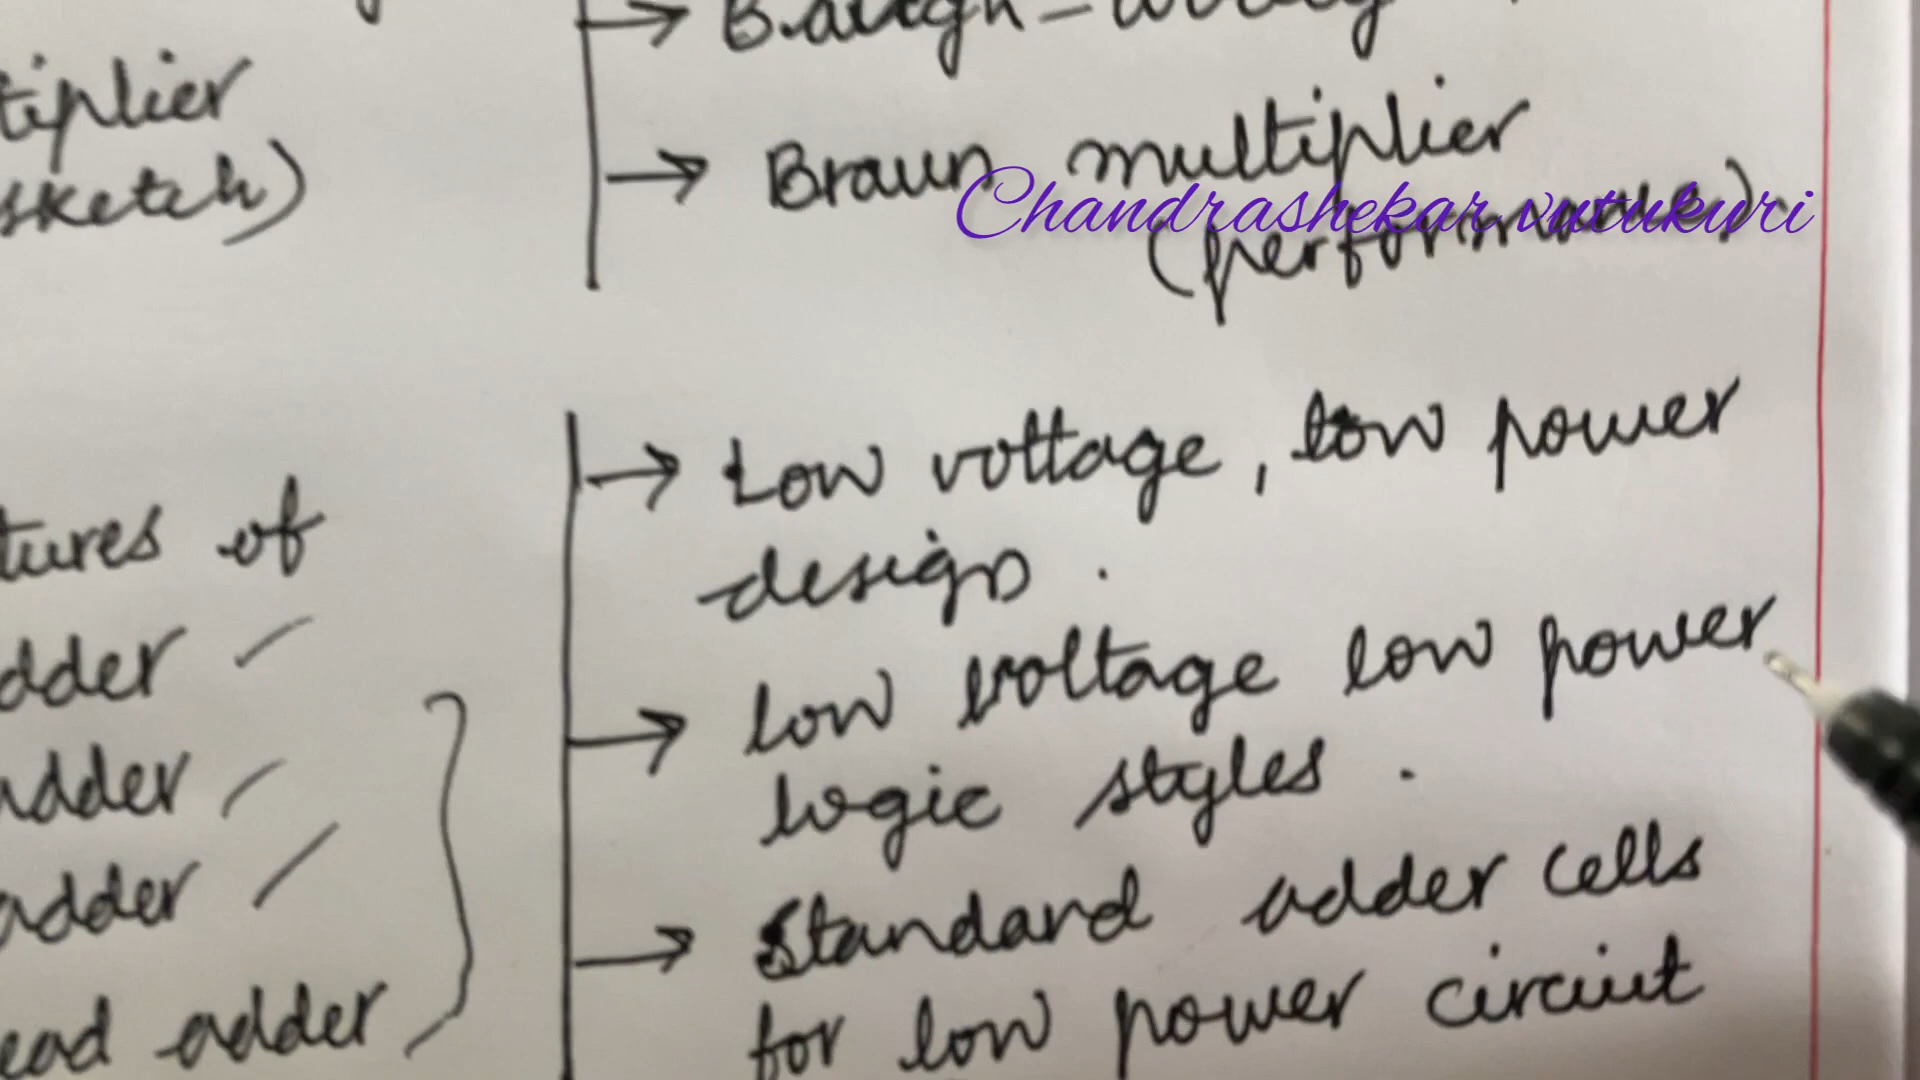 → Baugh-Wooley
tiplier
sketch)
→ Braun multiplier
(performance)
Chandrashekar vutukuri
→ Low voltage, low power
design.
tures of
dder
adder
adder
ead adder
→ low voltage low power
logic styles.
→ Standard adder cells
for low power circuit